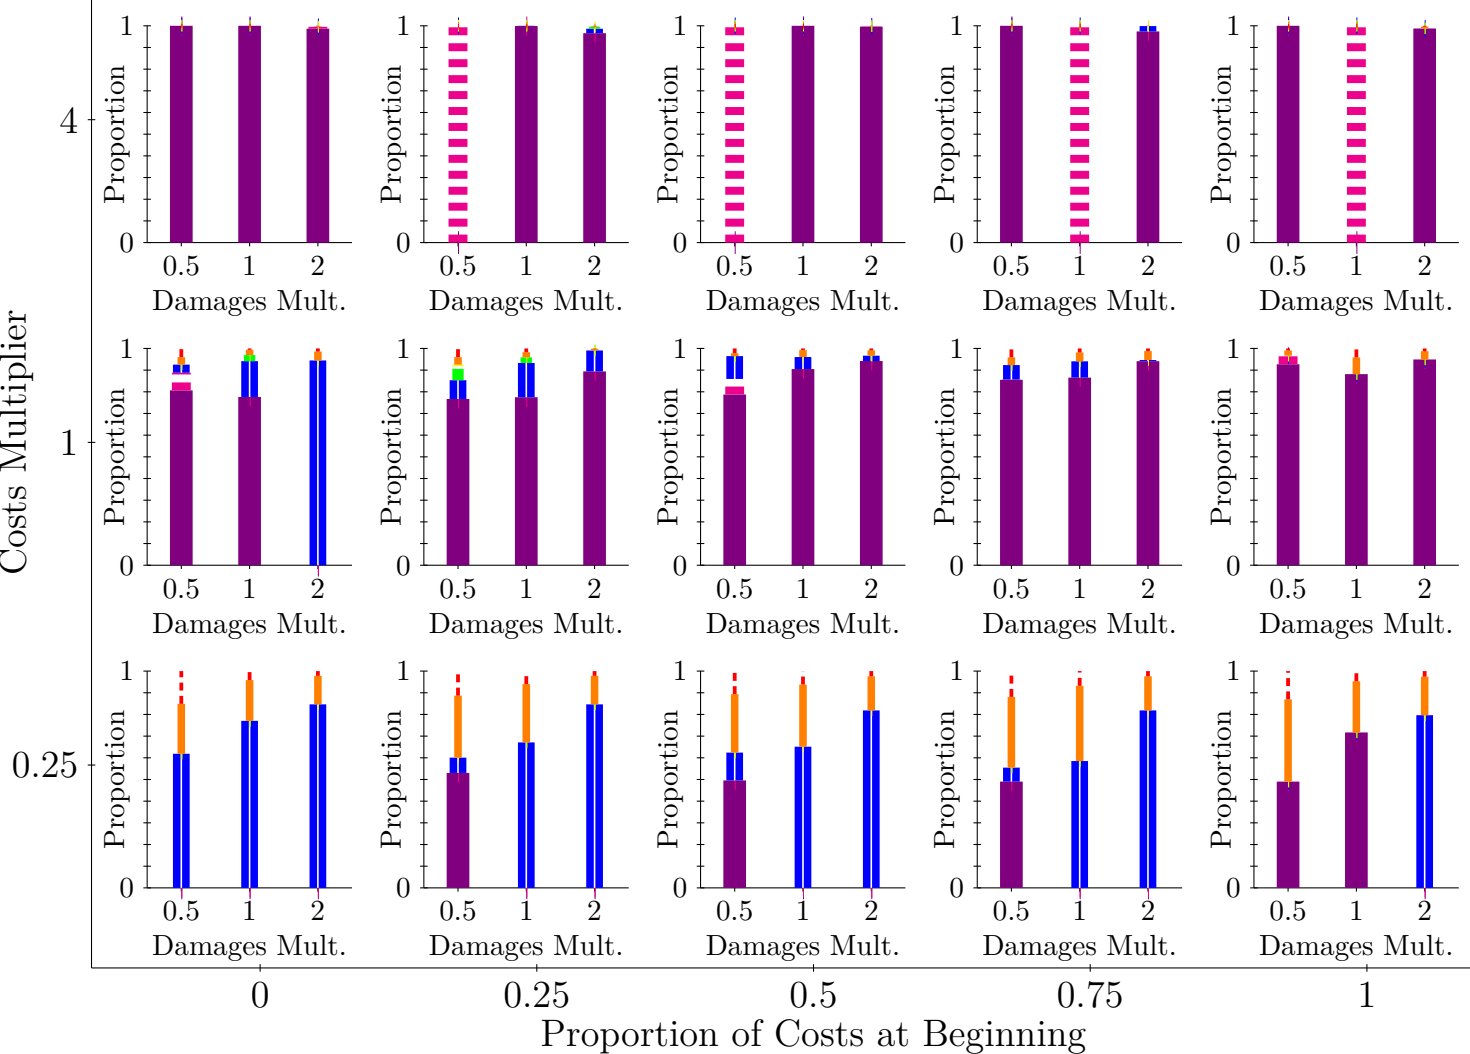 Costs Multiplier
4
1 1 1 1 1
Proportion Proportion Proportion Proportion Proportion
0 0 0 0 0
0.5 1 2 0.5 1 2 0.5 1 2 0.5 1 2 0.5 1 2
Damages Mult. Damages Mult. Damages Mult. Damages Mult. Damages Mult.
1
1 1 1 1 1
Proportion Proportion Proportion Proportion Proportion
0 0 0 0 0
0.5 1 2 0.5 1 2 0.5 1 2 0.5 1 2 0.5 1 2
Damages Mult. Damages Mult. Damages Mult. Damages Mult. Damages Mult.
0.25
1 1 1 1 1
Proportion Proportion Proportion Proportion Proportion
0 0 0 0 0
0.5 1 2 0.5 1 2 0.5 1 2 0.5 1 2 0.5 1 2
Damages Mult. Damages Mult. Damages Mult. Damages Mult. Damages Mult.
0 0.25 0.5 0.75 1
Proportion of Costs at Beginning